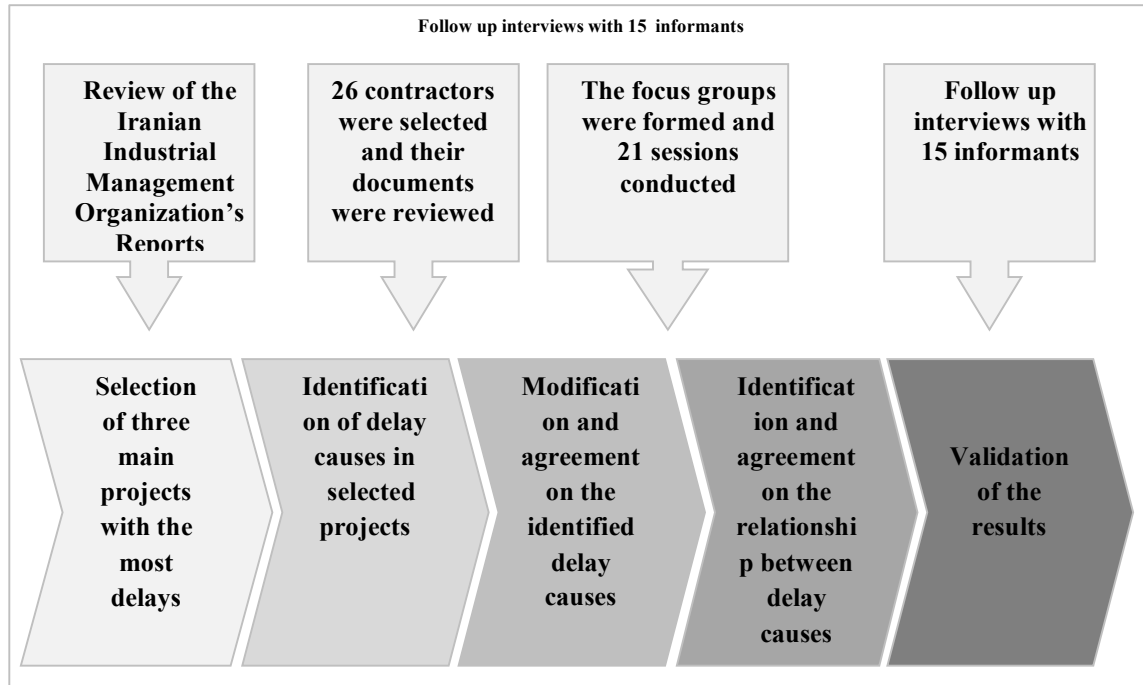 Follow up interviews with 15 informants
Review of the
Iranian
Industrial
Management
Organization's
Reports
26 contractors
were selected
and their
documents
were reviewed
The focus groups
were formed and
21 sessions
conducted
Follow up
interviews with
15 informants
Selection
of three
main
projects
with the
most
delays
Identificati
on of delay
causes in
selected
projects
Modificati
on and
agreement
on the
identified
delay
causes
Identificat
ion and
agreement
on the
relationshi
p between
delay
causes
Validation
of the
results